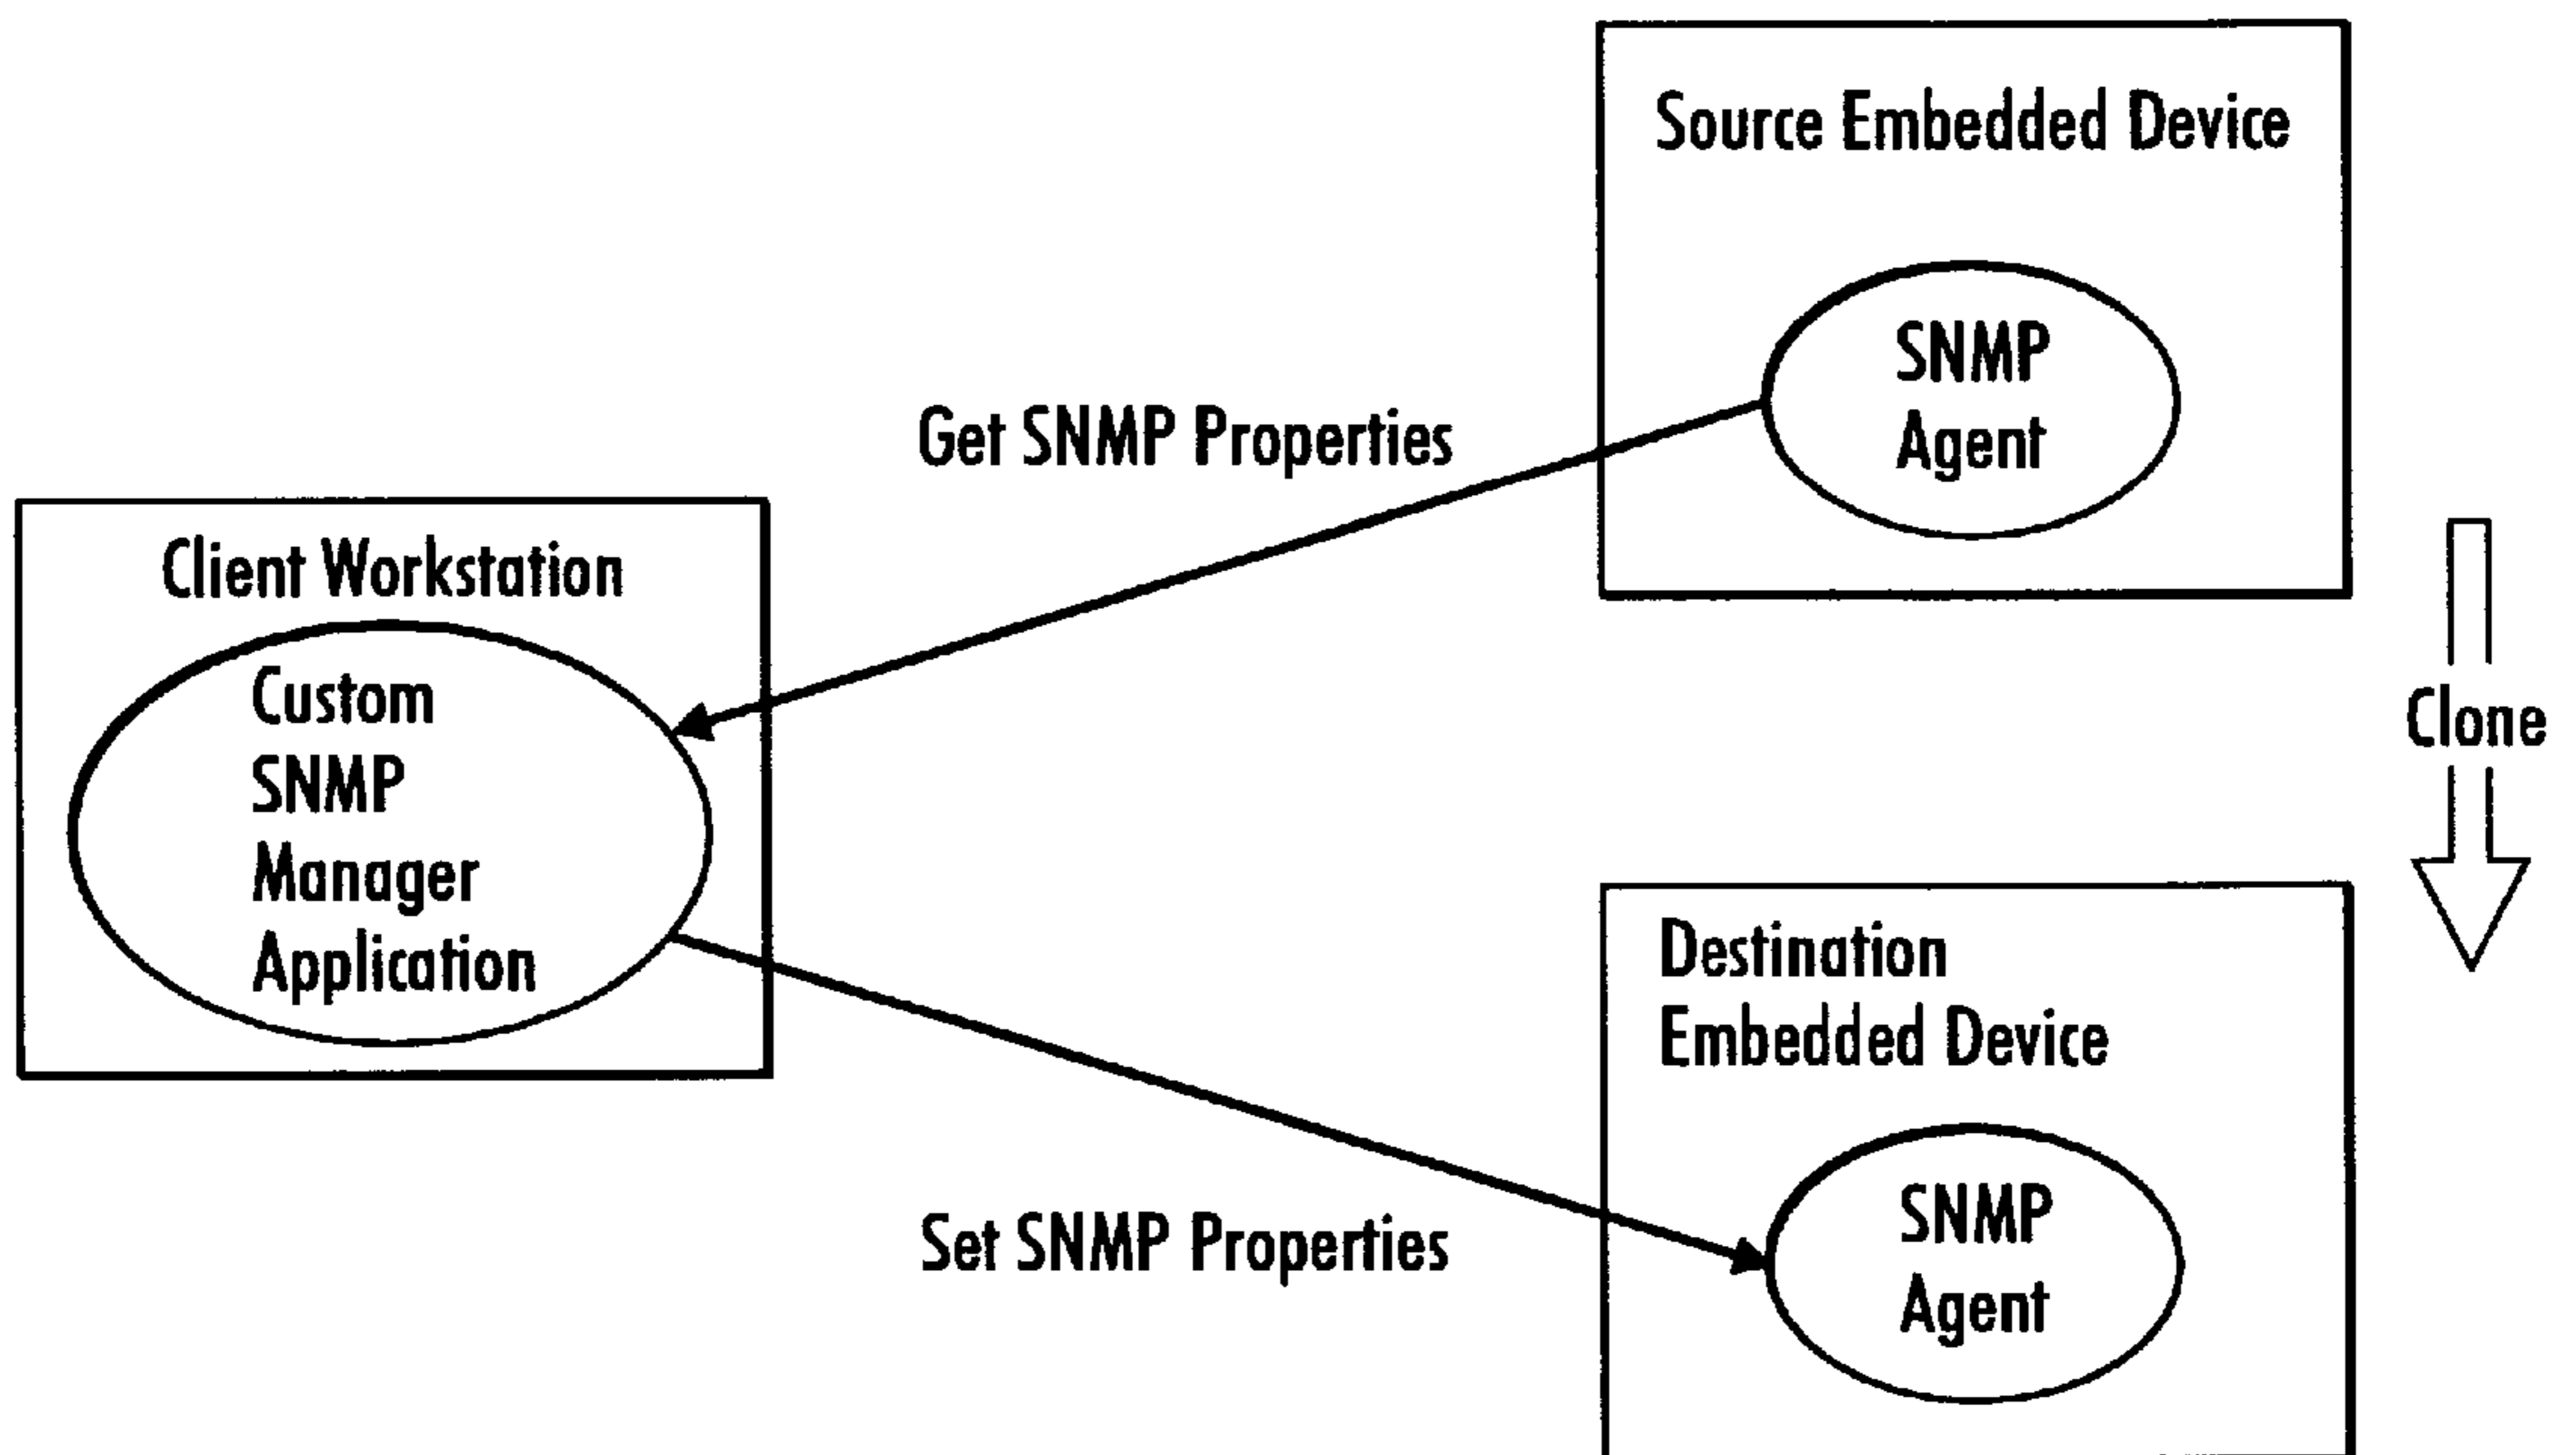 Source Embedded Device
SNMP
Agent
Get SNMP Properties
Client Workstation
Custom
SNMP
Manager
Application
Clone
Destination
Embedded Device
Set SNMP Properties
SNMP
Agent